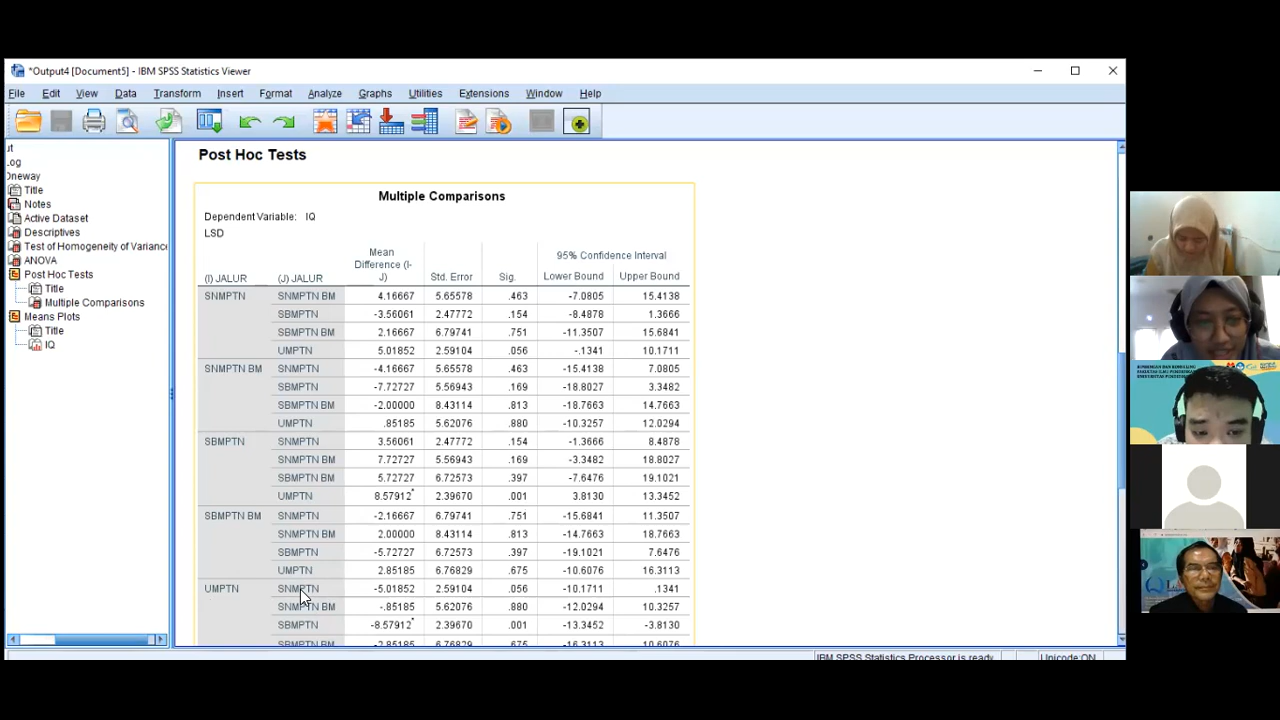 *Output4 [Document5] - IBM SPSS Statistics Viewer
File Edit View Data Transform Insert Format Analyze Graphs Utilities Extensions Window Help
ut
Log
Oneway
Title
Notes
Active Dataset
Descriptives
Test of Homogeneity of Variance
ANOVA
Post Hoc Tests
Title
Multiple Comparisons
Means Plots
Title
IQ
Post Hoc Tests
Multiple Comparisons
Dependent Variable: IQ
LSD
(I) JALUR (J) JALUR Mean Difference (I-J) Std. Error Sig. 95% Confidence Interval
Lower Bound Upper Bound
SNMPTN SNMPTN BM 4.16667 5.65578 .463 -7.0805 15.4138
SBMPTN -3.56061 2.47772 .154 -8.4878 1.3666
SBMPTN BM 2.16667 6.79741 .751 -11.3507 15.6841
UMPTN 5.01852 2.59104 .056 -.1341 10.1711
SNMPTN BM SNMPTN -4.16667 5.65578 .463 -15.4138 7.0805
SBMPTN -7.72727 5.56943 .169 -18.8027 3.3482
SBMPTN BM -2.00000 8.43114 .813 -18.7663 14.7663
UMPTN .85185 5.62076 .880 -10.3257 12.0294
SBMPTN SNMPTN 3.56061 2.47772 .154 -1.3666 8.4878
SNMPTN BM 7.72727 5.56943 .169 -3.3482 18.8027
SBMPTN BM 5.72727 6.72573 .397 -7.6476 19.1021
UMPTN 8.57912* 2.39670 .001 3.8130 13.3452
SBMPTN BM SNMPTN -2.16667 6.79741 .751 -15.6841 11.3507
SNMPTN BM 2.00000 8.43114 .813 -14.7663 18.7663
SBMPTN -5.72727 6.72573 .397 -19.1021 7.6476
UMPTN 2.85185 6.76829 .675 -10.6076 16.3113
UMPTN SNMPTN -5.01852 2.59104 .056 -10.1711 .1341
SNMPTN BM -.85185 5.62076 .880 -12.0294 10.3257
SBMPTN -8.57912* 2.39670 .001 -13.3452 -3.8130
SBMPTN BM -2.85185 6.76829 .675 -16.3113 10.6076
IBM SPSS Statistics Processor is ready
Unicode:ON